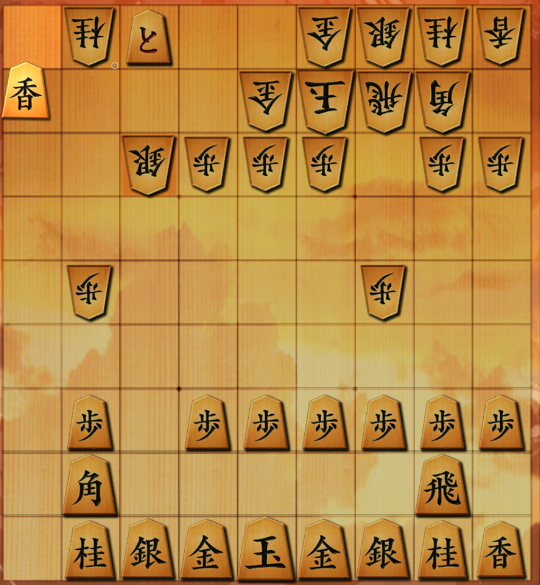 桂 と 金 銀 桂 香
香 金 玉 飛 角
銀 歩 歩 歩 歩 歩
歩 歩
歩 歩 歩 歩 歩 歩 歩
角 飛
桂 銀 金 玉 金 銀 桂 香